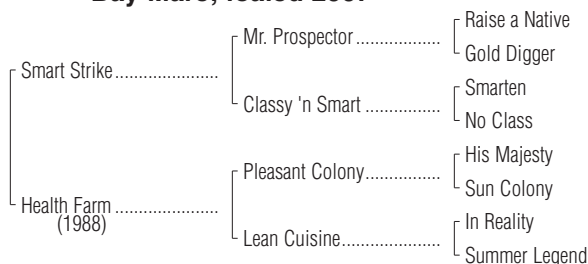 Bay Mare; foaled
Raise a Native
Mr. Prospector ..................
Gold Digger
Smart Strike ......................
Smarten
Classy 'n Smart ................
No Class
His Majesty
Pleasant Colony................
Sun Colony
Health Farm ......................
(1988)
In Reality
Lean Cuisine.....................
Summer Legend